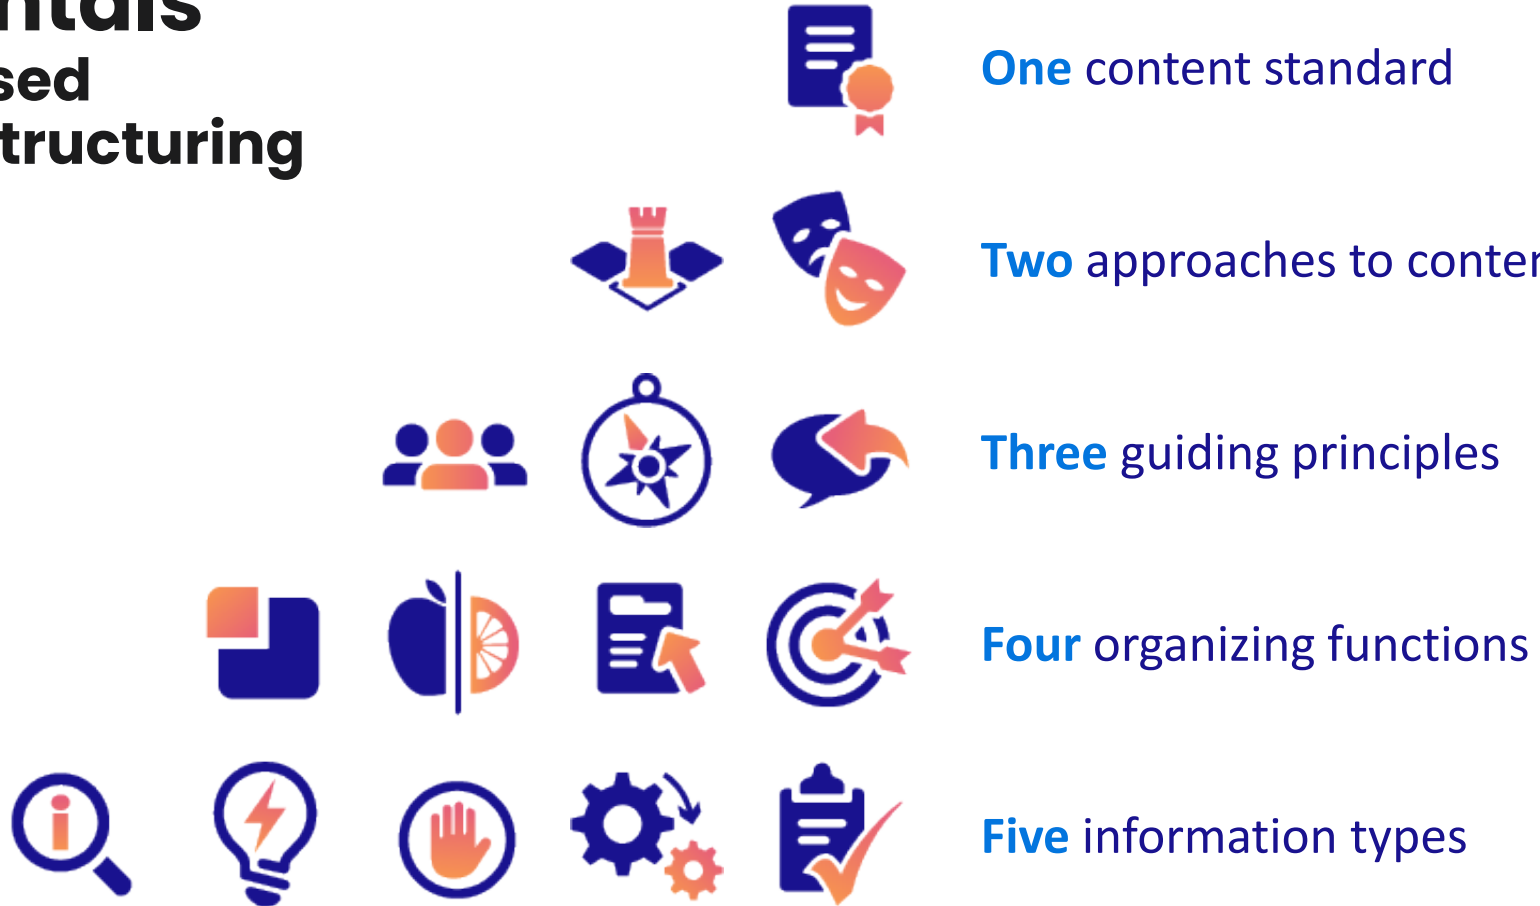 ntals
sed
tructuring
One content standard
Two approaches to conten
Three guiding principles
Four organizing functions
Five information types